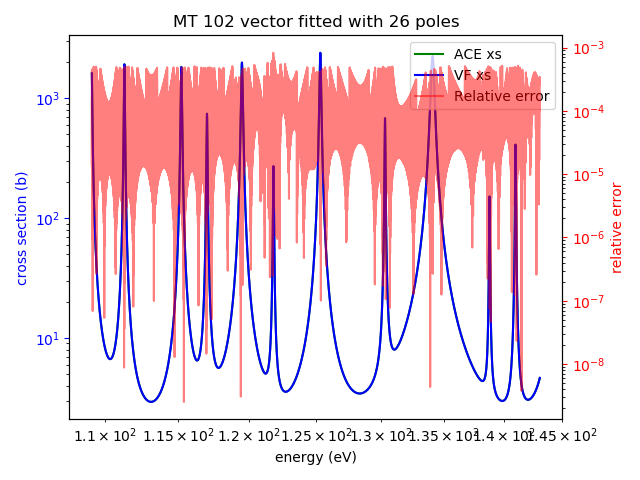 MT 102 vector fitted with 26 poles
ACE xs
VF xs
Relative error
cross section (b)
10³
10²
10¹
10⁻³
10⁻⁴
10⁻⁵
10⁻⁶
10⁻⁷
10⁻⁸
relative error
1.1 × 10² 1.15 × 10² 1.2 × 10² 1.25 × 10² 1.3 × 10² 1.35 × 10² 1.4 × 10² 1.45 × 10²
energy (eV)